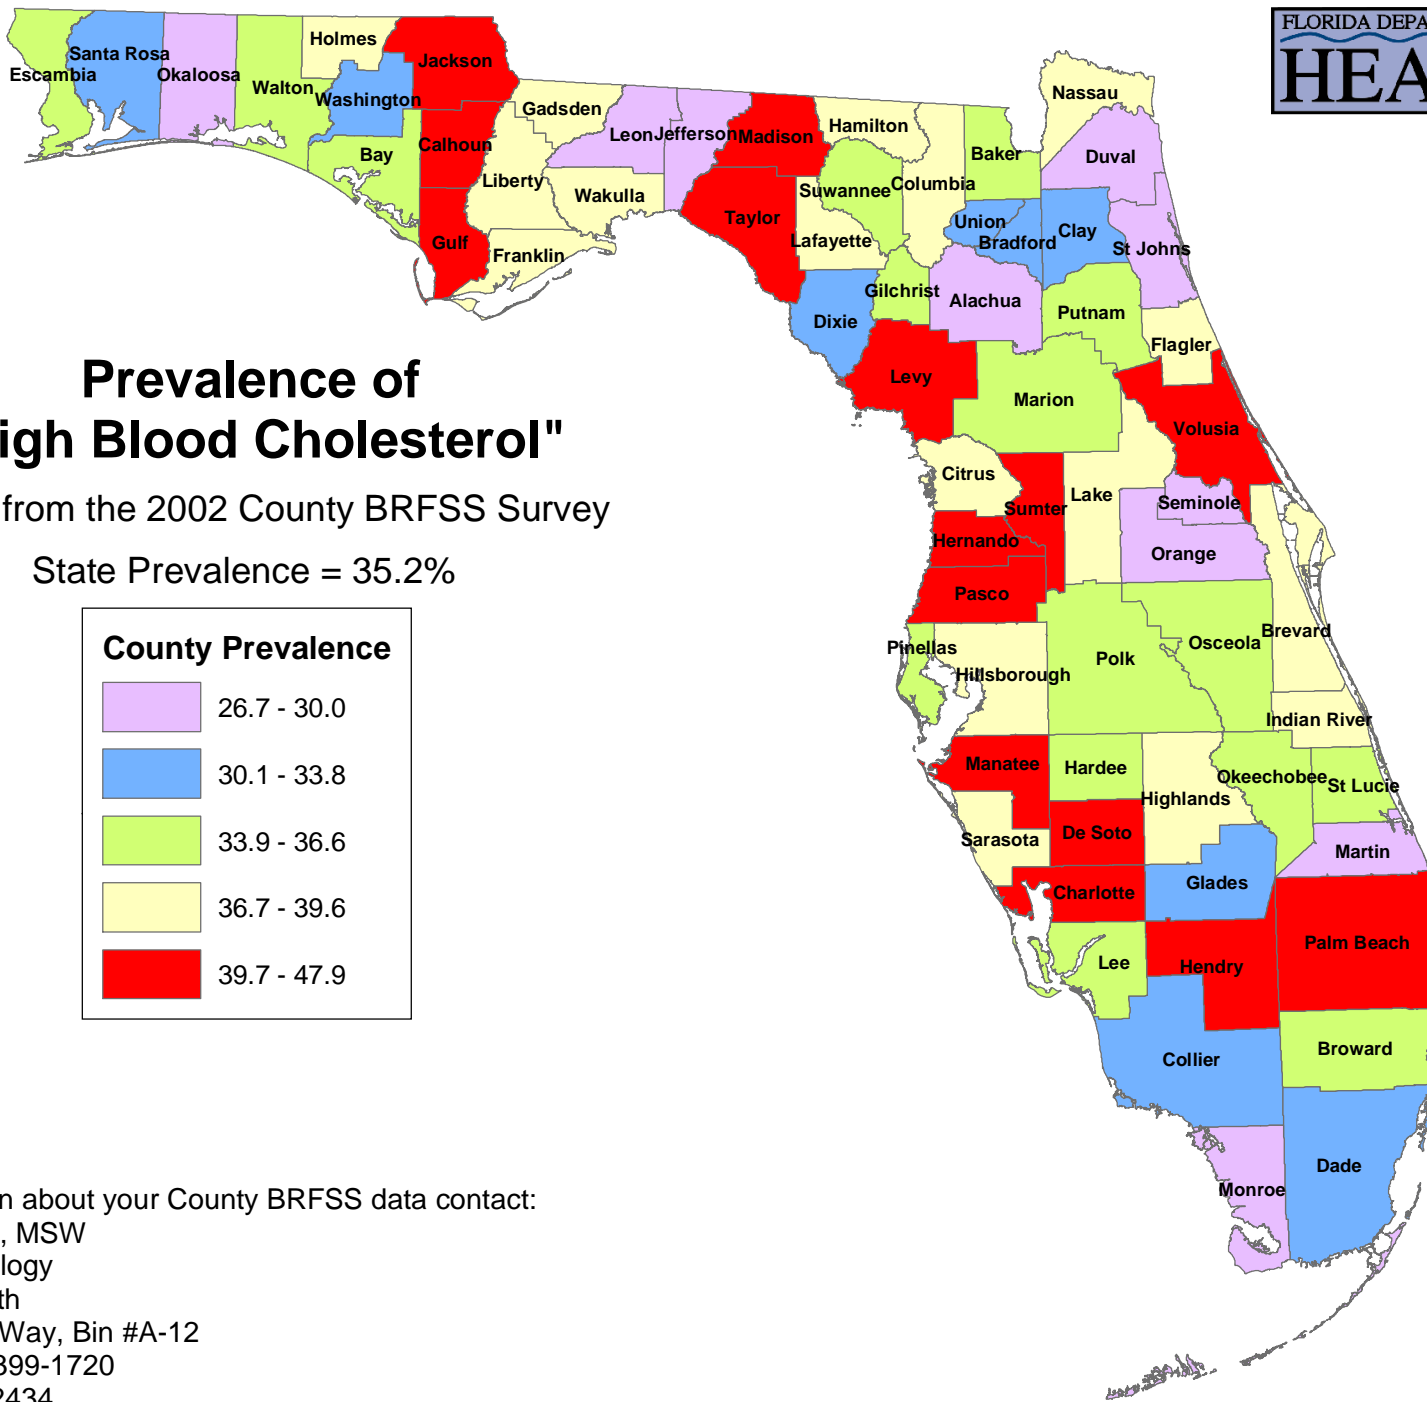 FLORIDA DEPA
HEA
Holmes
Jackson
Santa Rosa
Escambia
Okaloosa
Walton
Washington
Nassau
Gadsden
Leon
Jefferson
Madison
Hamilton
Calhoun
Bay
Baker
Duval
Liberty
Wakulla
Suwannee
Columbia
Taylor
Union
Bradford
Clay
St Johns
Gulf
Franklin
Lafayette
Gilchrist
Alachua
Dixie
Putnam
Flagler
Levy
Marion
Volusia
Citrus
Sumter
Lake
Seminole
Hernando
Orange
Pasco
Pinellas
Hillsborough
Polk
Osceola
Brevard
Indian River
Manatee
Hardee
Highlands
Okeechobee
St Lucie
Sarasota
De Soto
Martin
Charlotte
Glades
Lee
Hendry
Palm Beach
Collier
Broward
Monroe
Dade
Prevalence of
igh Blood Cholesterol"
from the 2002 County BRFSS Survey
State Prevalence = 35.2%
County Prevalence
26.7 - 30.0
30.1 - 33.8
33.9 - 36.6
36.7 - 39.6
39.7 - 47.9
n about your County BRFSS data contact:
, MSW
logy
th
Way, Bin #A-12
399-1720
2434